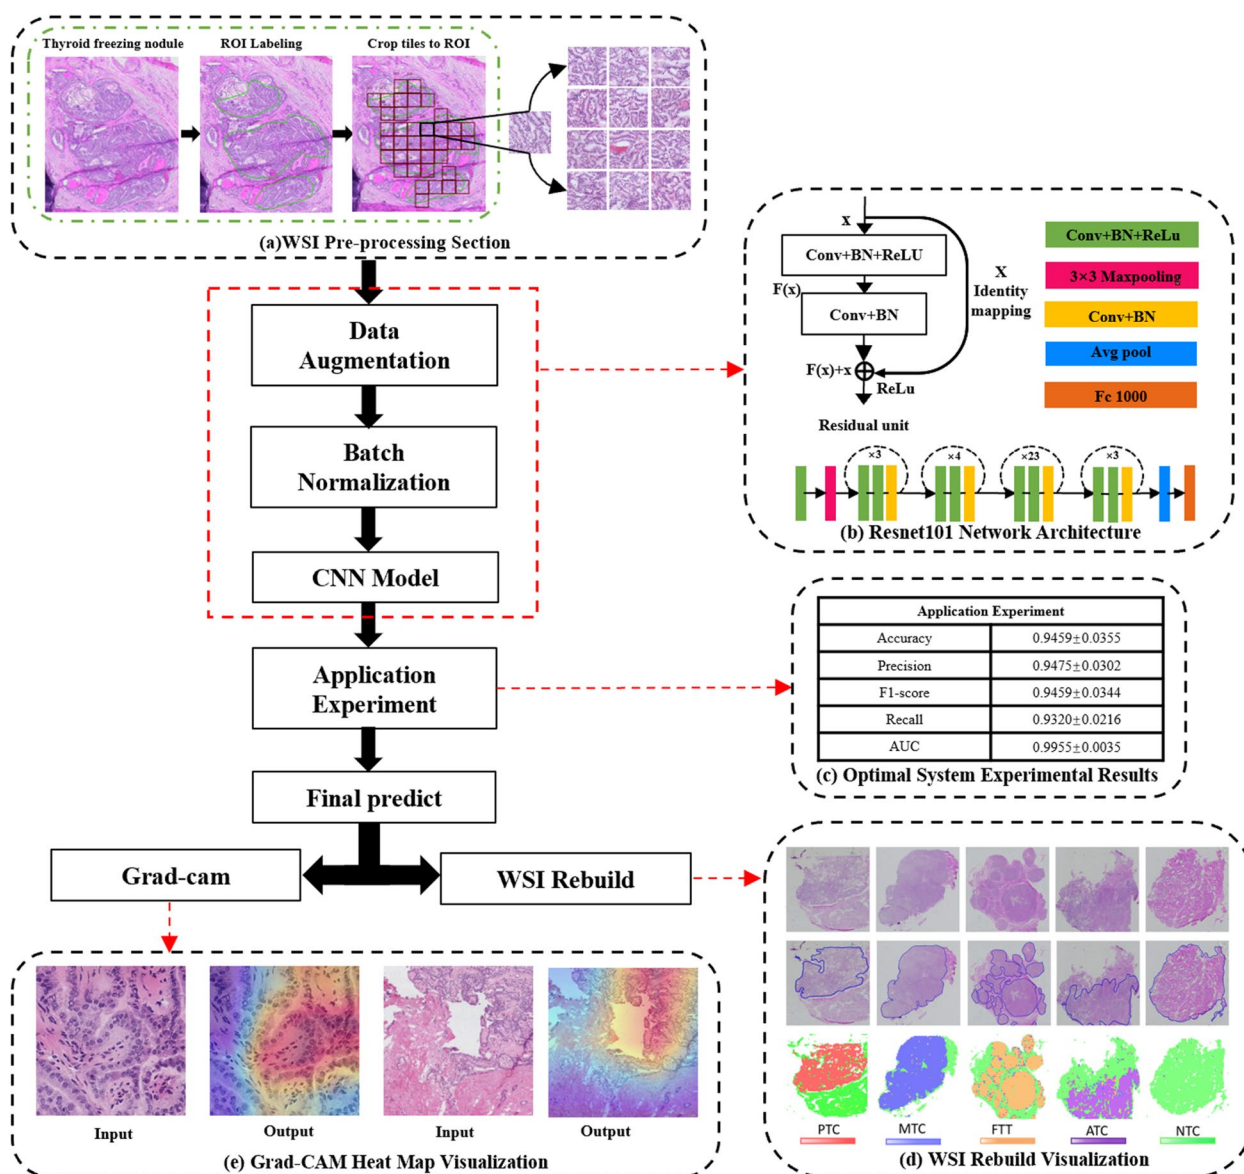 Thyroid freezing nodule
ROI Labeling
Crop tiles to ROI
(a)WSI Pre-processing Section
Data
Augmentation
Batch
Normalization
CNN Model
Application
Experiment
Final predict
Grad-cam
WSI Rebuild
X
Conv+BN+ReLU
F(x)
Conv+BN
F(x)+x
ReLu
X
Identity
mapping
Residual unit
Conv+BN+ReLu
3×3 Maxpooling
Conv+BN
Avg pool
Fc 1000
×3
×4
×23
×3
(b) Resnet101 Network Architecture
Application Experiment
Accuracy 0.9459±0.0355
Precision 0.9475±0.0302
F1-score 0.9459±0.0344
Recall 0.9320±0.0216
AUC 0.9955±0.0035
(c) Optimal System Experimental Results
PTC MTC FTT ATC NTC
(d) WSI Rebuild Visualization
Input Output Input Output
(e) Grad-CAM Heat Map Visualization